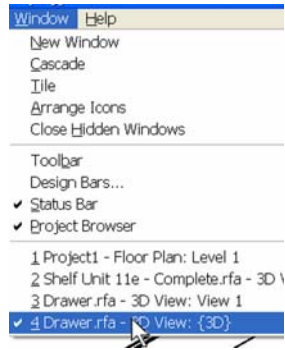 Window Help
New Window
Cascade
Tile
Arrange Icons
Close Hidden Windows
Toolbar
Design Bars...
Status Bar
Project Browser
1 Project1 - Floor Plan: Level 1
2 Shelf Unit 11e - Complete.rfa - 3D
3 Drawer.rfa - 3D View: View 1
4 Drawer.rfa - 3D View: {3D}